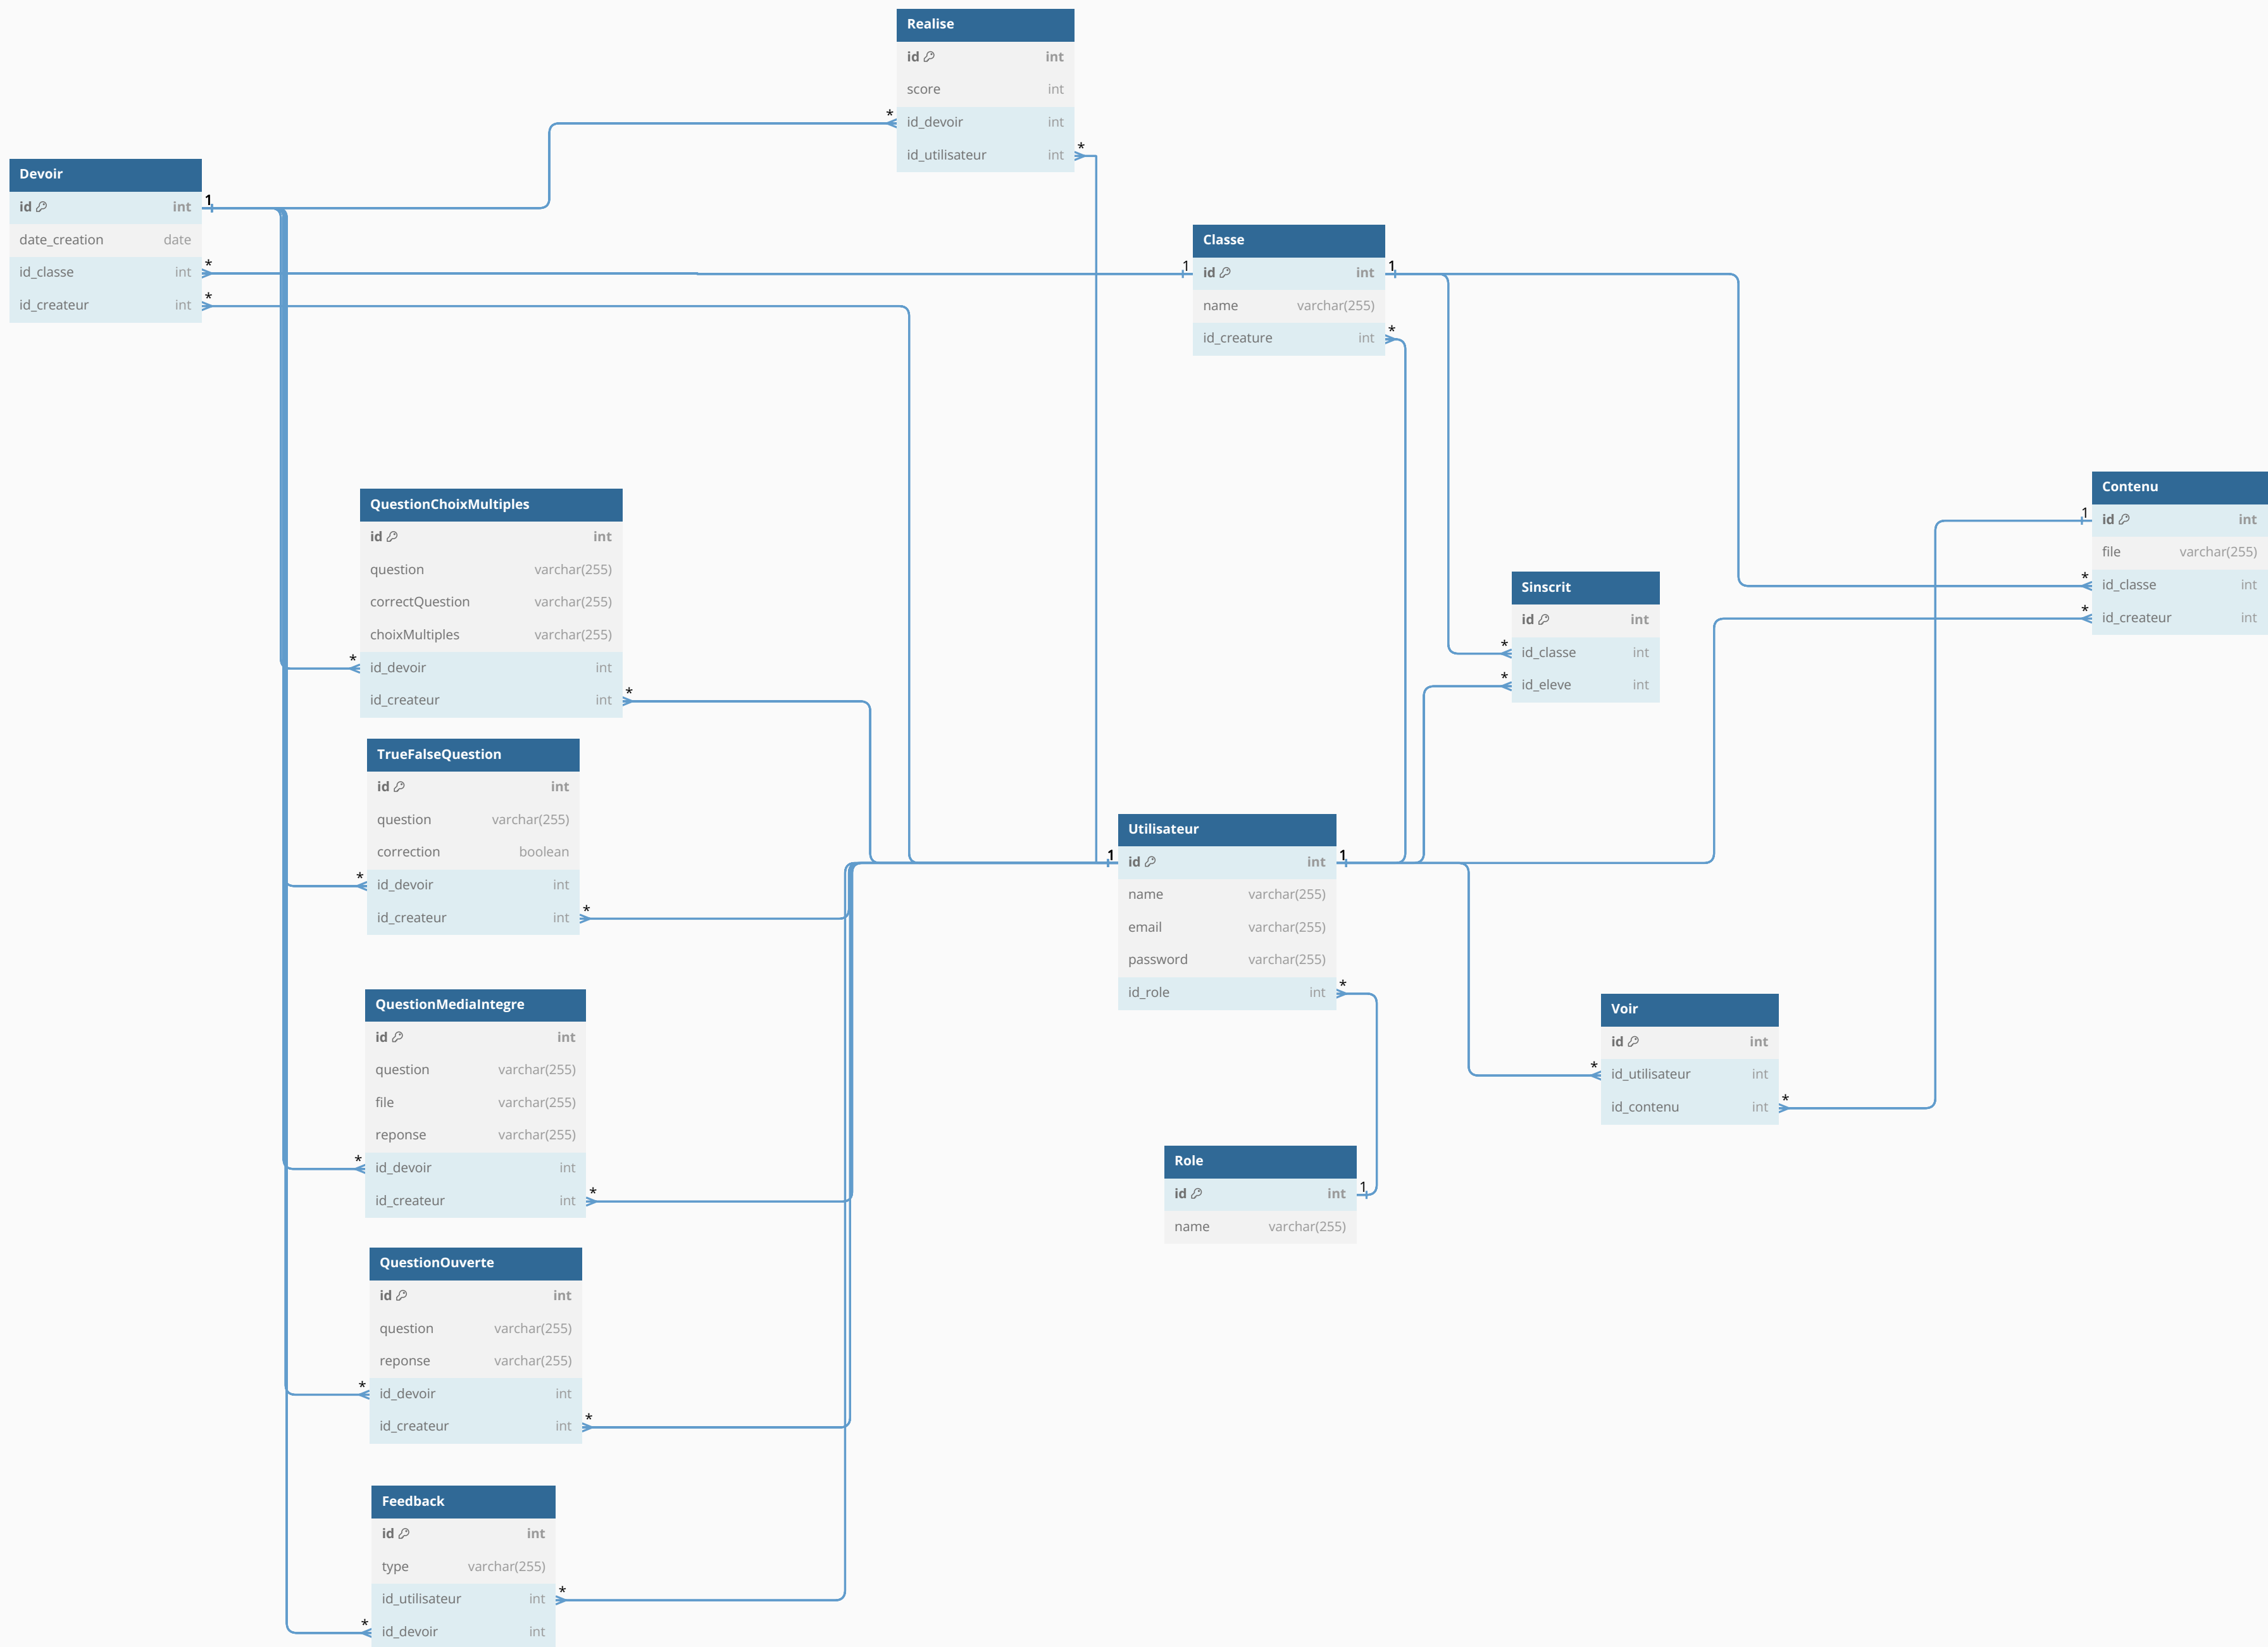 Realise
id int
score int
* id_devoir int
id_utilisateur int *
Devoir
id int 1
date_creation date
id_classe int *
id_createur int *
Classe
1 id int 1
name varchar(255)
id_creature int *
QuestionChoixMultiples
id int
question varchar(255)
correctQuestion varchar(255)
choixMultiples varchar(255)
* id_devoir int
id_createur int *
Contenu
1 id int
file varchar(255)
* id_classe int
* id_createur int
Sinscrit
id int
* id_classe int
* id_eleve int
TrueFalseQuestion
id int
question varchar(255)
correction boolean
* id_devoir int
id_createur int *
Utilisateur
1 id int 1
name varchar(255)
email varchar(255)
password varchar(255)
id_role int *
QuestionMediaIntegre
id int
question varchar(255)
file varchar(255)
reponse varchar(255)
* id_devoir int
id_createur int *
Voir
id int
* id_utilisateur int
id_contenu int *
Role
id int 1
name varchar(255)
QuestionOuverte
id int
question varchar(255)
reponse varchar(255)
* id_devoir int
id_createur int *
Feedback
id int
type varchar(255)
id_utilisateur int *
* id_devoir int